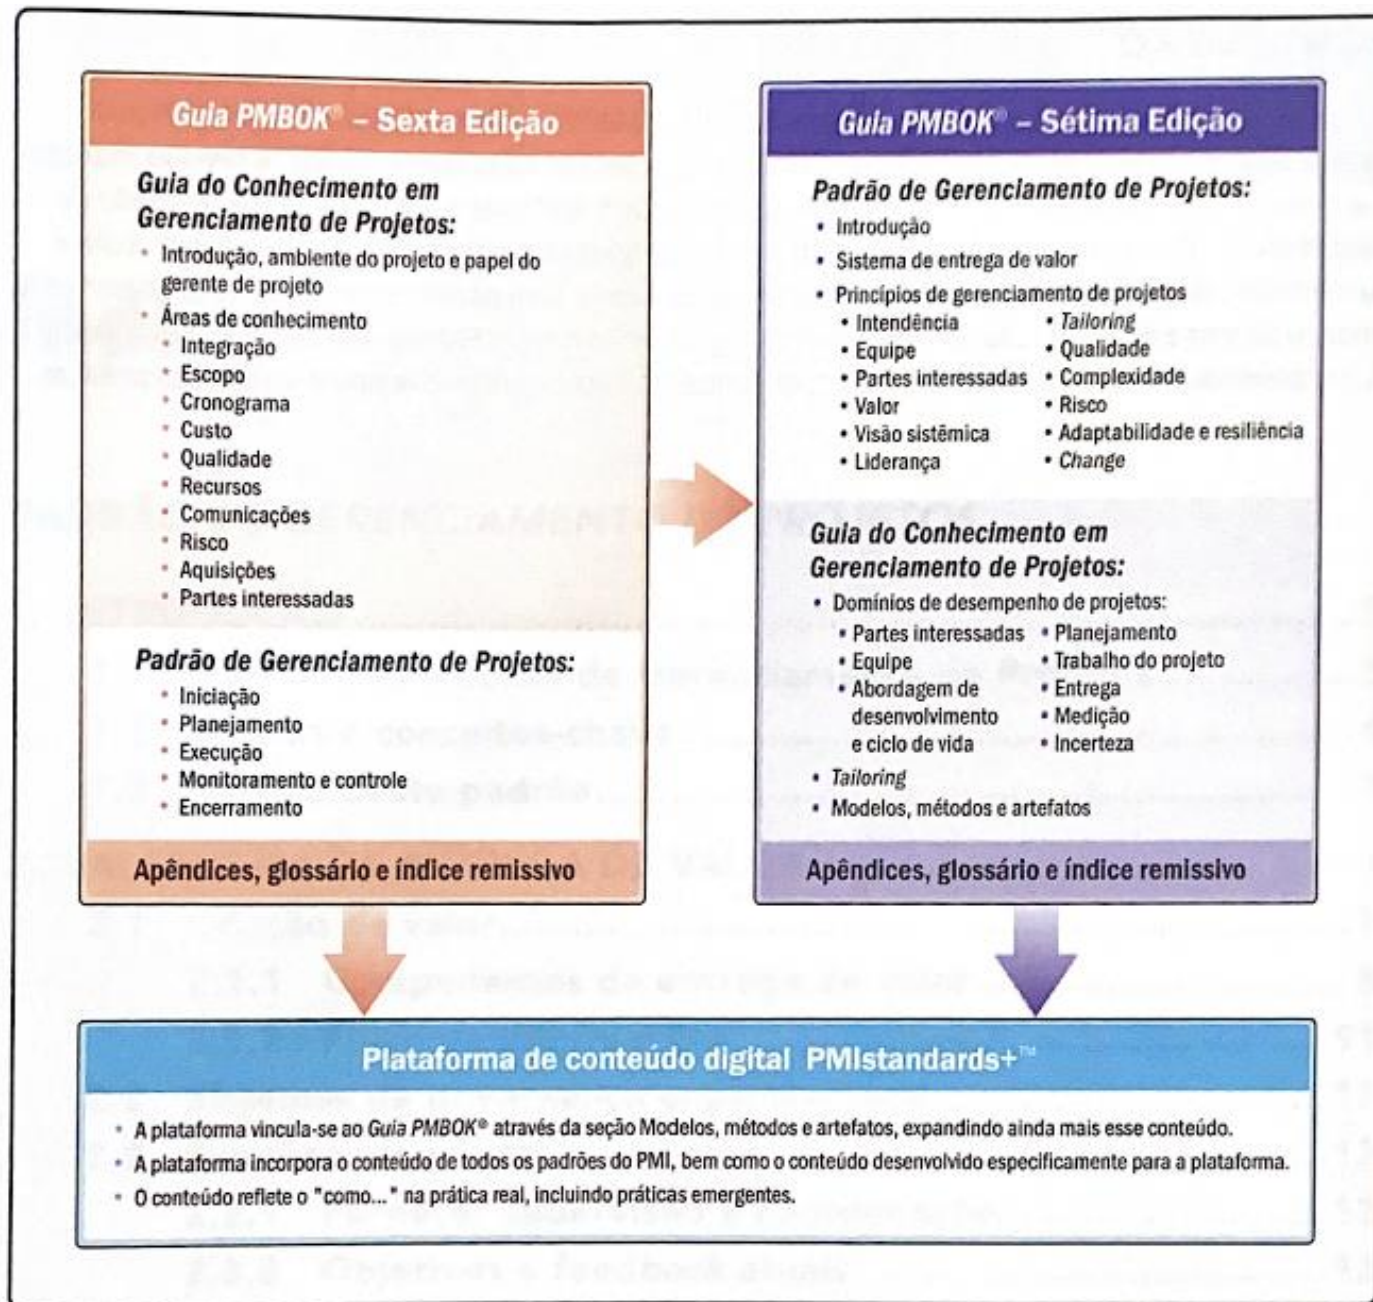 Guia PMBOK® – Sexta Edição
Guia do Conhecimento em
Gerenciamento de Projetos:
• Introdução, ambiente do projeto e papel do
gerente de projeto
• Áreas de conhecimento
• Integração
• Escopo
• Cronograma
• Custo
• Qualidade
• Recursos
• Comunicações
• Risco
• Aquisições
• Partes interessadas
Padrão de Gerenciamento de Projetos:
• Iniciação
• Planejamento
• Execução
• Monitoramento e controle
• Encerramento
Apêndices, glossário e índice remissivo
Guia PMBOK® – Sétima Edição
Padrão de Gerenciamento de Projetos:
• Introdução
• Sistema de entrega de valor
• Princípios de gerenciamento de projetos
• Intendência
• Equipe
• Partes interessadas
• Valor
• Visão sistêmica
• Liderança
• Tailoring
• Qualidade
• Complexidade
• Risco
• Adaptabilidade e resiliência
• Change
Guia do Conhecimento em
Gerenciamento de Projetos:
• Domínios de desempenho de projetos:
• Partes interessadas
• Equipe
• Abordagem de
desenvolvimento
e ciclo de vida
• Planejamento
• Trabalho do projeto
• Entrega
• Medição
• Incerteza
• Tailoring
• Modelos, métodos e artefatos
Apêndices, glossário e índice remissivo
Plataforma de conteúdo digital PMIstandards+™
• A plataforma vincula-se ao Guia PMBOK® através da seção Modelos, métodos e artefatos, expandindo ainda mais esse conteúdo.
• A plataforma incorpora o conteúdo de todos os padrões do PMI, bem como o conteúdo desenvolvido especificamente para a plataforma.
• O conteúdo reflete o "como..." na prática real, incluindo práticas emergentes.